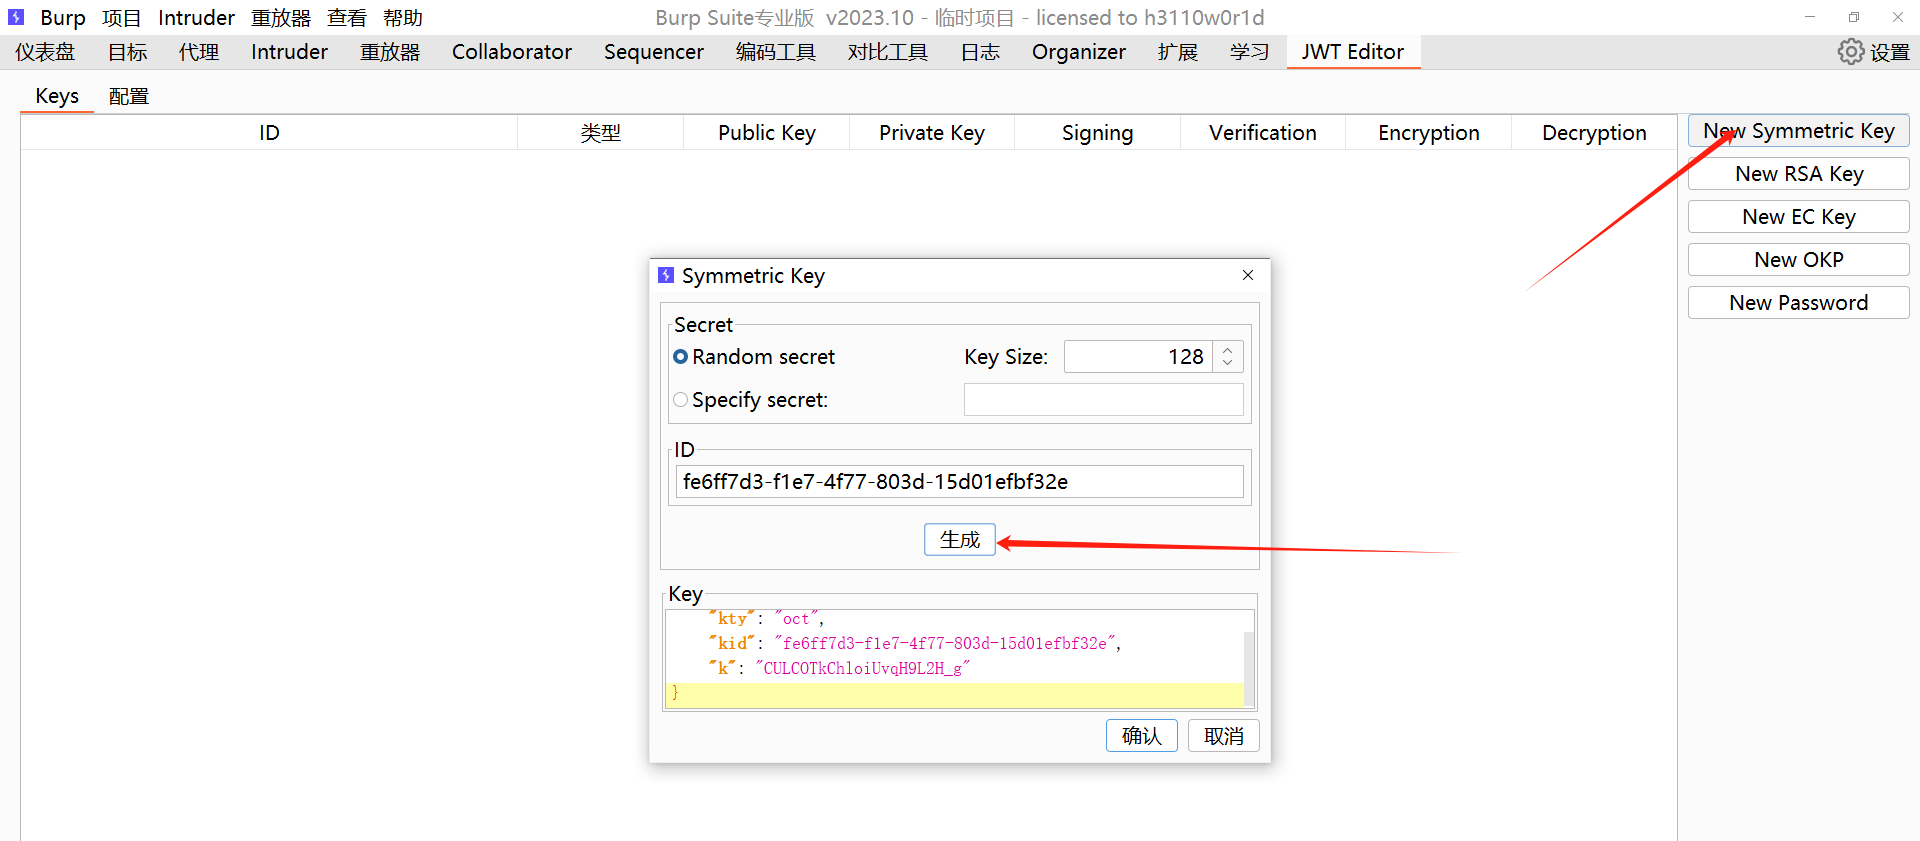 Burp 项目 Intruder 重放器 查看 帮助 Burp Suite专业版 v2023.10 - 临时项目 - licensed to h3110w0r1d
仪表盘 目标 代理 Intruder 重放器 Collaborator Sequencer 编码工具 对比工具 日志 Organizer 扩展 学习 JWT Editor 设置
Keys 配置
ID 类型 Public Key Private Key Signing Verification Encryption Decryption
New Symmetric Key
New RSA Key
New EC Key
New OKP
New Password
Symmetric Key
Secret
Random secret Key Size: 128
Specify secret:
ID
fe6ff7d3-f1e7-4f77-803d-15d01efbf32e
生成
Key
"kty": "oct",
"kid": "fe6ff7d3-f1e7-4f77-803d-15d01efbf32e",
"k": "CULCOTkChloiUvqH9L2H_g"
}
确认 取消